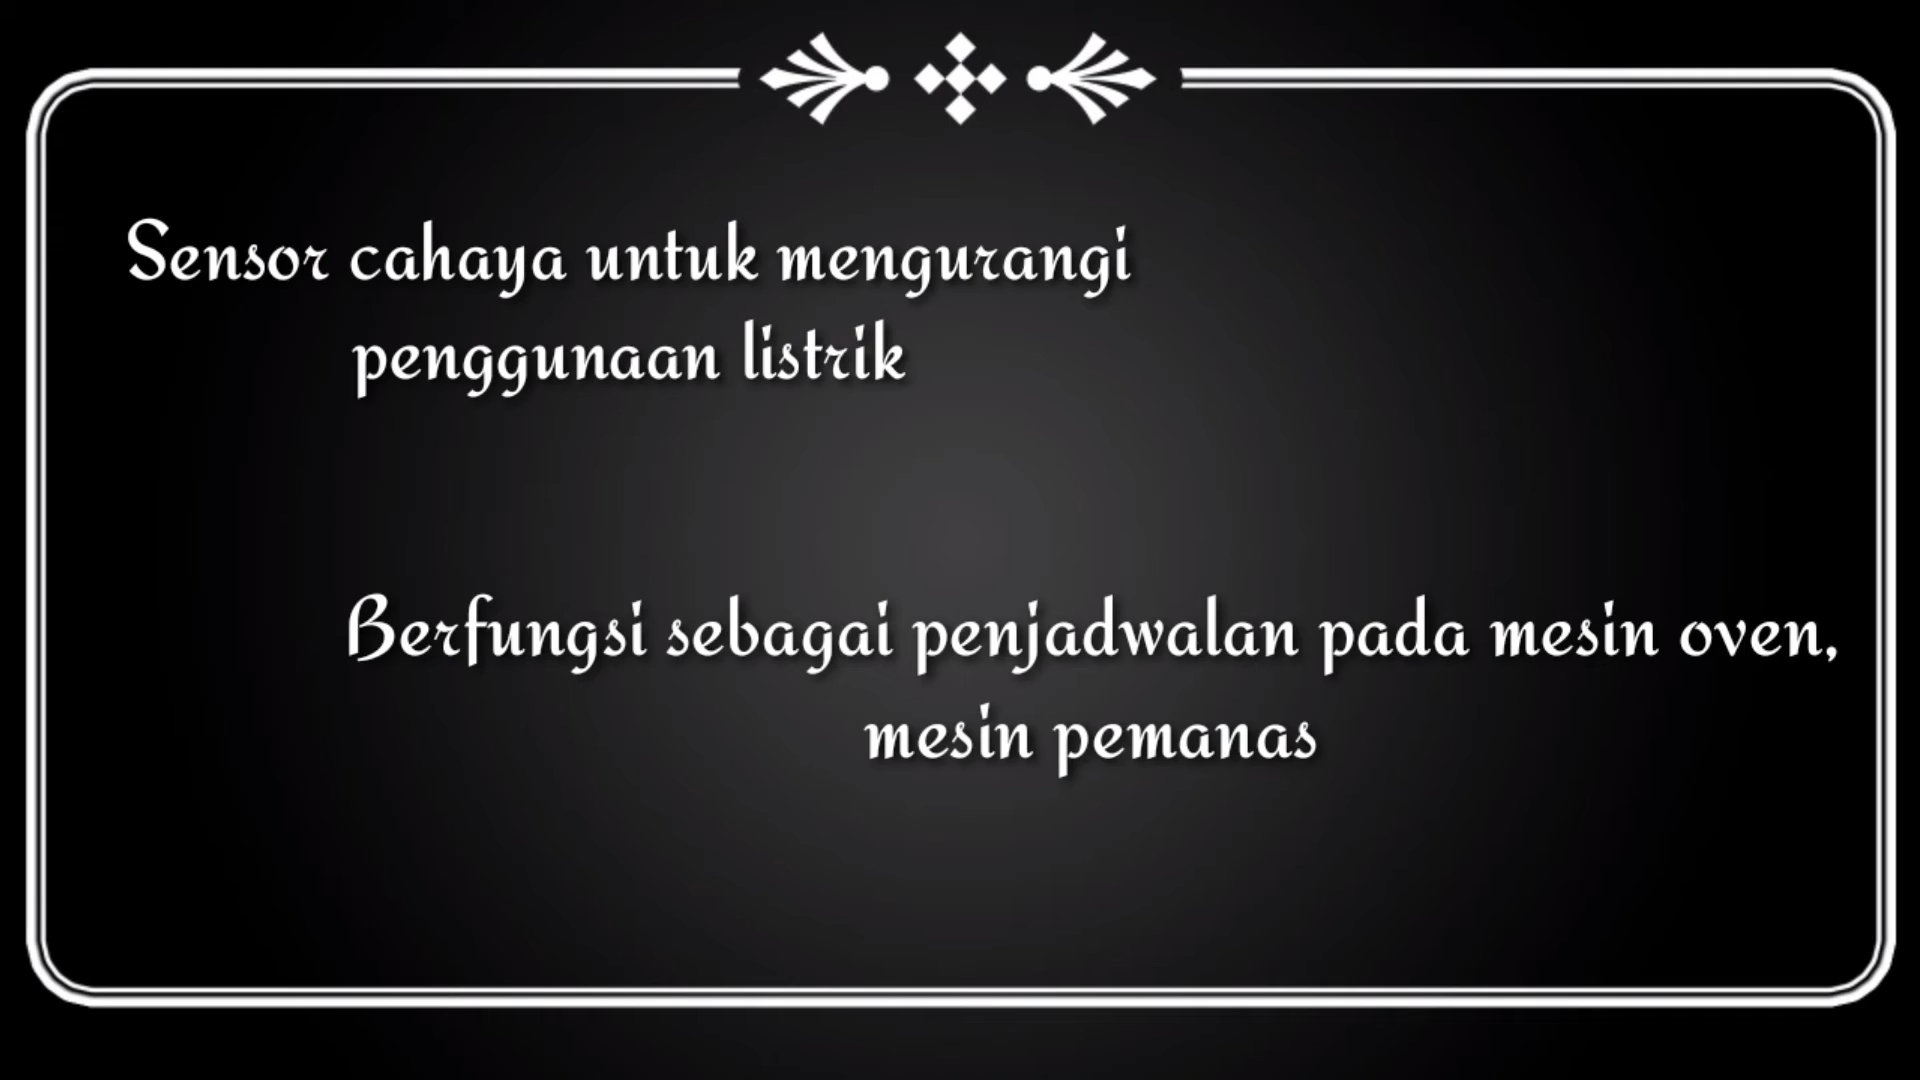 Sensor cahaya untuk mengurangi
penggunaan listrik
Berfungsi sebagai penjadwalan pada mesin oven,
mesin pemanas